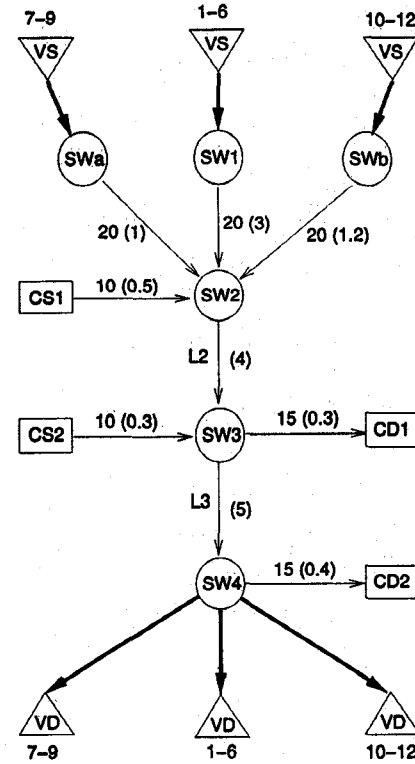 7–9
1–6
10–12
VS
VS
VS
SWa
SW1
SWb
20 (1)
20 (3)
20 (1.2)
CS1
10 (0.5)
SW2
L2
(4)
CS2
10 (0.3)
SW3
15 (0.3)
CD1
L3
(5)
SW4
15 (0.4)
CD2
VD
VD
VD
7–9
1–6
10–12